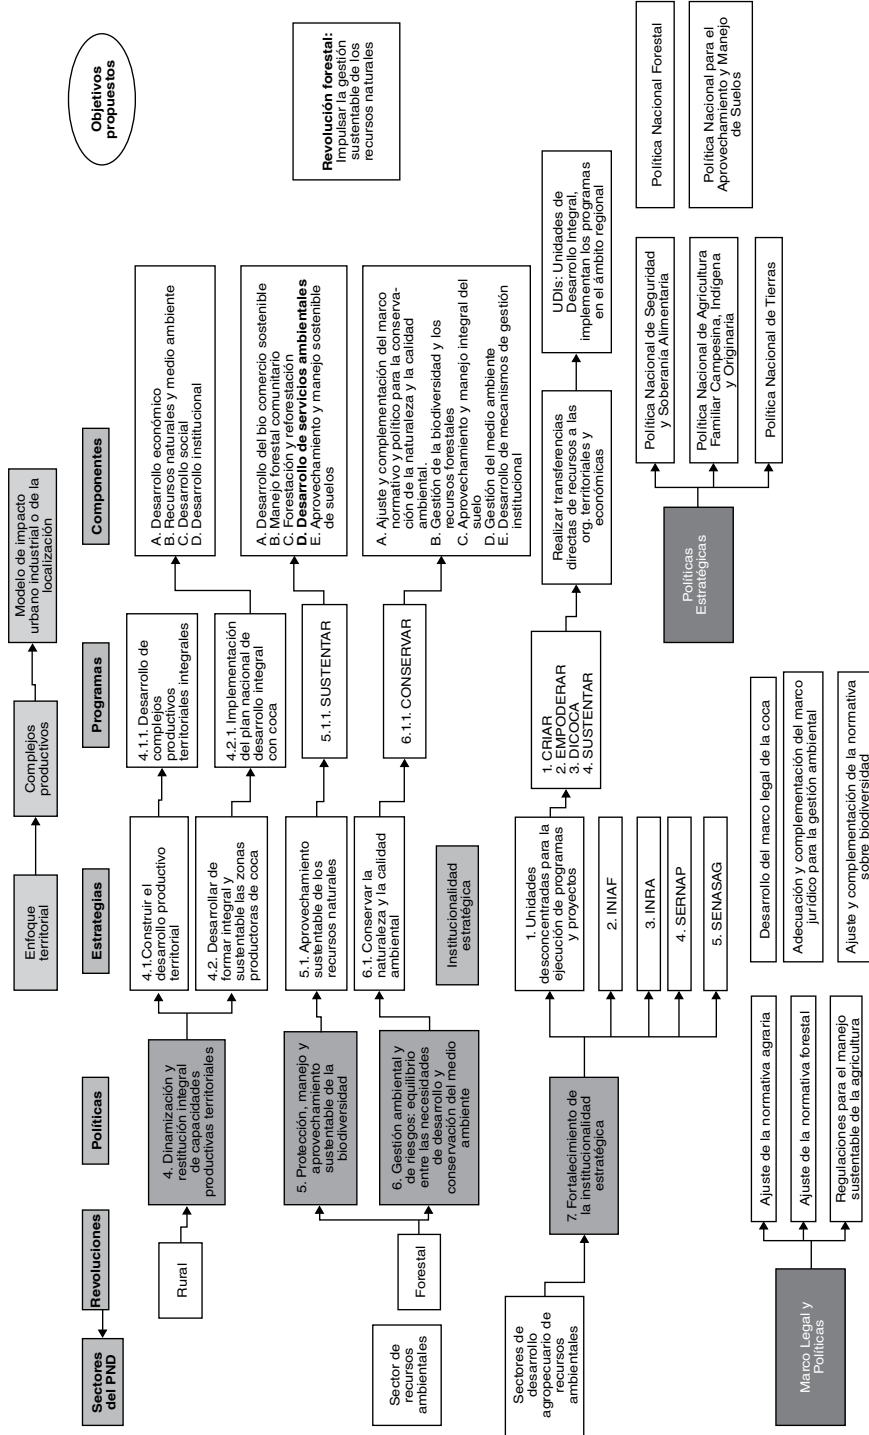 Enfoque
territorial
Complejos
productivos
Modelo de impacto
urbano industrial o de la
localización
Sectores
del PND
Revoluciones
Políticas
Estrategias
Programas
Componentes
Objetivos
propuestos
Rural
4. Dinamización y
restitución integral
de capacidades
productivas territoriales
4.1.Construir el
desarrollo productivo
territorial
4.2. Desarrollar de
formar integral y
sustentable las zonas
productoras de coca
4.1.1. Desarrollo de
complejos
productivos
territoriales integrales
4.2.1. Implementación
del plan nacional de
desarrollo integral
con coca
A. Desarrollo económico
B. Recursos naturales y medio ambiente
C. Desarrollo social
D. Desarrollo institucional
Sector de
recursos
ambientales
Forestal
5. Protección, manejo y
aprovechamiento
sustentable de la
biodiversidad
5.1. Aprovechamiento
sustentable de los
recursos naturales
5.1.1. SUSTENTAR
A. Desarrollo del bio comercio sostenible
B. Manejo forestal comunitario
C. Forestación y reforestación
D. Desarrollo de servicios ambientales
E. Aprovechamiento y manejo sostenible
de suelos
Revolución forestal:
Impulsar la gestión
sustentable de los
recursos naturales
6. Gestión ambiental y
de riesgos: equilibrio
entre las necesidades
de desarrollo y
conservación del medio
ambiente
6.1. Conservar la
naturaleza y la calidad
ambiental
6.1.1. CONSERVAR
A. Ajuste y complementación del marco
normativo y político para la conserva-
ción de la naturaleza y la calidad
ambiental.
B. Gestión de la biodiversidad y los
recursos forestales
C. Aprovechamiento y manejo integral del
suelo
D. Gestión del medio ambiente
E. Desarrollo de mecanismos de gestión
institucional
Institucionalidad
estratégica
Sectores de
desarrollo
agropecuario de
recursos
ambientales
7. Fortalecimiento de
la institucionalidad
estratégica
1. Unidades
desconcentradas para la
ejecución de programas
y proyectos
2. INIAF
3. INRA
4. SERNAP
5. SENASAG
1. CRIAR
2. EMPODERAR
3. DICOCA
4. SUSTENTAR
Realizar transferencias
directas de recursos a las
org. territoriales y
económicas
UDIs: Unidades de
Desarrollo Integral,
implementan los programas
en el ámbito regional
Marco Legal y
Políticas
Ajuste de la normativa agraria
Ajuste de la normativa forestal
Regulaciones para el manejo
sustentable de la agricultura
Desarrollo del marco legal de la coca
Adecuación y complementación del marco
jurídico para la gestión ambiental
Ajuste y complementación de la normativa
sobre biodiversidad
Políticas
Estratégicas
Política Nacional de Seguridad
y Soberanía Alimentaria
Política Nacional de Agricultura
Familiar Campesina, Indígena
y Originaria
Política Nacional de Tierras
Política Nacional Forestal
Política Nacional para el
Aprovechamiento y Manejo
de Suelos